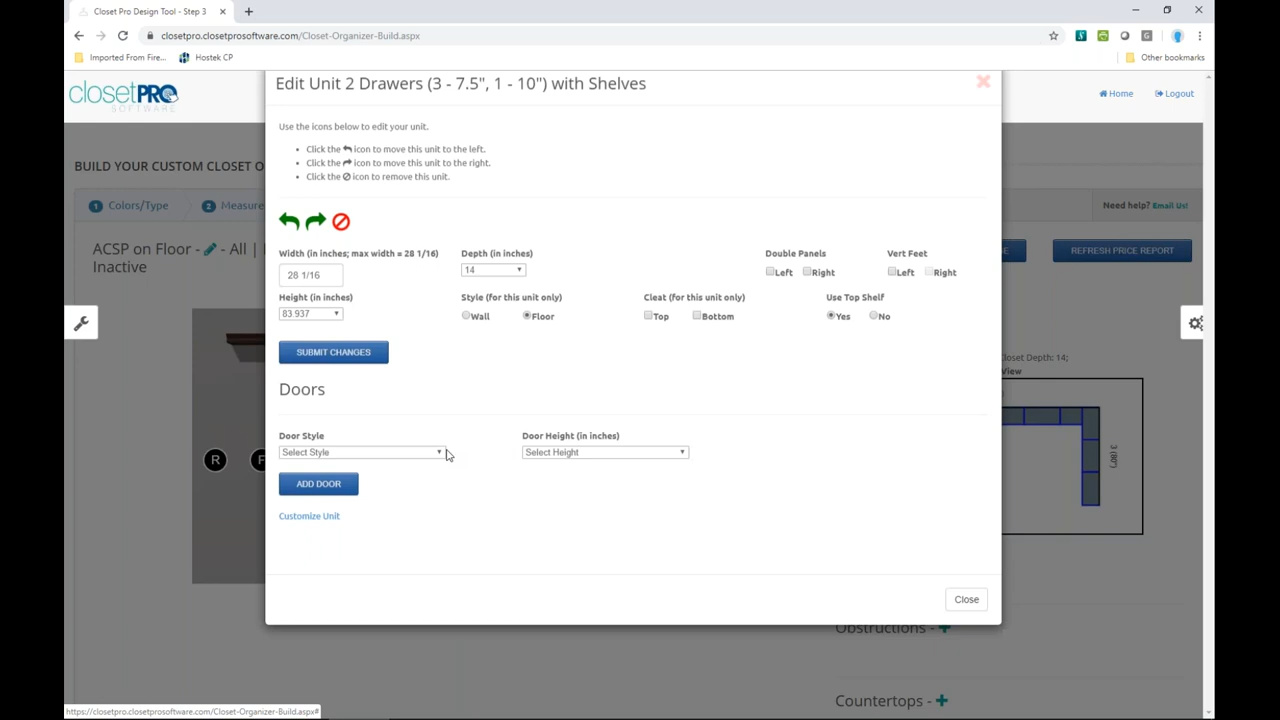 Closet Pro Design Tool - Step 3
closetpro.closetprosoftware.com/Closet-Organizer-Build.aspx
Imported From Fire...
Hostek CP
Other bookmarks
closetPRO
SOFTWARE
Home
Logout
Edit Unit 2 Drawers (3 - 7.5", 1 - 10") with Shelves
Use the icons below to edit your unit.
Click the icon to move this unit to the left.
Click the icon to move this unit to the right.
Click the icon to remove this unit.
BUILD YOUR CUSTOM CLOSET O
1 Colors/Type
2 Measure
Need help? Email Us!
ACSP on Floor - - All |
Inactive
REFRESH PRICE REPORT
Width (in inches; max width = 28 1/16)
28 1/16
Depth (in inches)
14
Double Panels
Left Right
Vert Feet
Left Right
Height (in inches)
83.937
Style (for this unit only)
Wall Floor
Cleat (for this unit only)
Top Bottom
Use Top Shelf
Yes No
SUBMIT CHANGES
Doors
Door Style
Select Style
Door Height (in inches)
Select Height
ADD DOOR
Customize Unit
Close
R
F
Closet Depth: 14;
View
3 (80")
Obstructions - +
Countertops - +
https://closetpro.closetprosoftware.com/Closet-Organizer-Build.aspx#